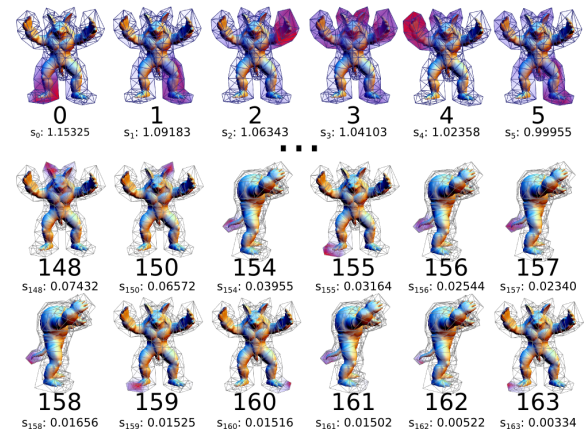 0 1 2 3 4 5
s₀: 1.15325 s₁: 1.09183 s₂: 1.06343 s₃: 1.04103 s₄: 1.02358 s₅: 0.99955
...
148 150 154 155 156 157
s₁₄₈: 0.07432 s₁₅₀: 0.06572 s₁₅₄: 0.03955 s₁₅₅: 0.03164 s₁₅₆: 0.02544 s₁₅₇: 0.02340
158 159 160 161 162 163
s₁₅₈: 0.01656 s₁₅₉: 0.01525 s₁₆₀: 0.01516 s₁₆₁: 0.01502 s₁₆₂: 0.00522 s₁₆₃: 0.00334